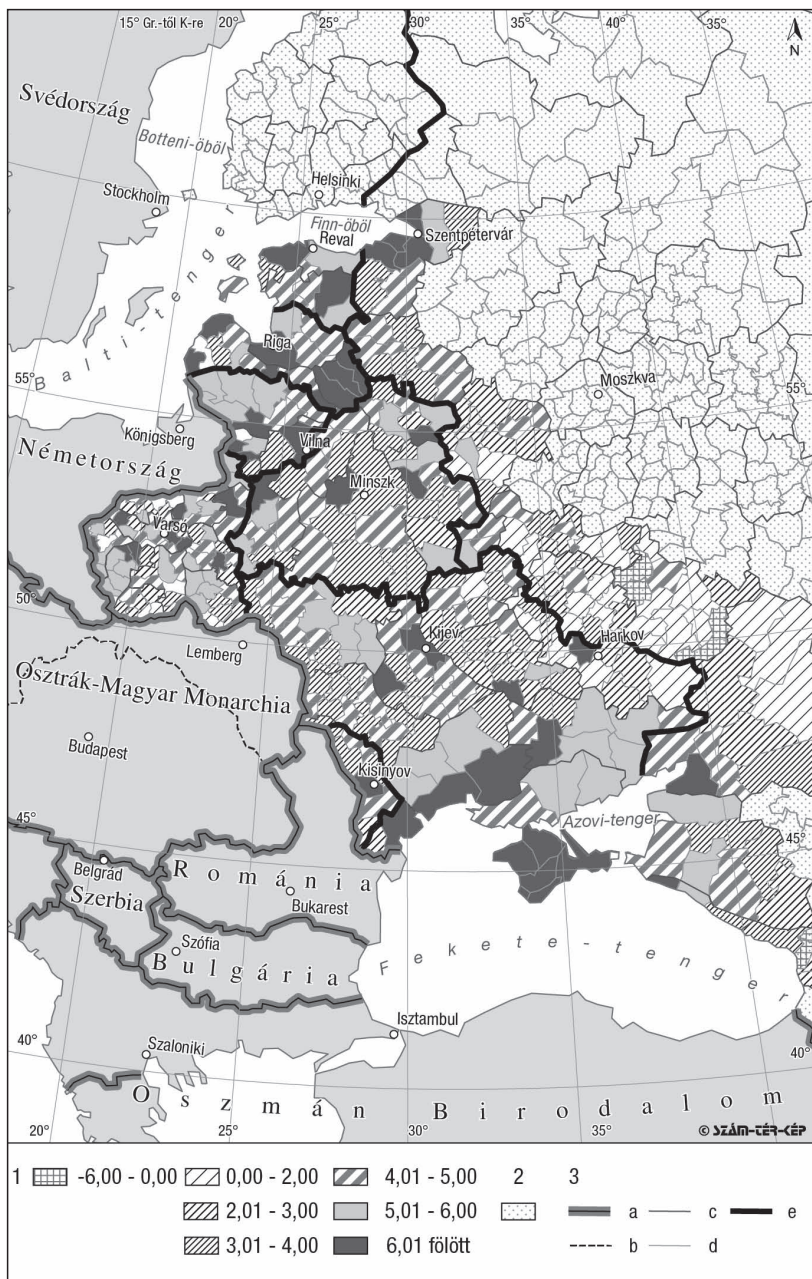 15° Gr.-től K-re 20° 25° 30° 35° 35°
N
Svédország
Botteni-öböl
Stockholm
Helsinki
Finn-öböl
Reval
Szentpétervár
Balti-tenger
Riga
55°
Moszkva
55°
Königsberg
Németország
Vilna
Minszk
Varsó
50°
Lemberg
Kijev
Harkov
Osztrák-Magyar Monarchia
Budapest
Kisinyov
Azovi-tenger
45°
45°
Belgrád
Szerbia
Románia
Bukarest
Szófia
Bulgária
Fekete-tenger
Isztambul
40°
Szaloniki
40°
Oszmán Birodalom
© SZÁM-TÉR-KÉP
20° 25° 30° 35°
1 -6,00 - 0,00 0,00 - 2,00 4,01 - 5,00 2 3
2,01 - 3,00 5,01 - 6,00 a c e
3,01 - 4,00 6,01 fölött b d